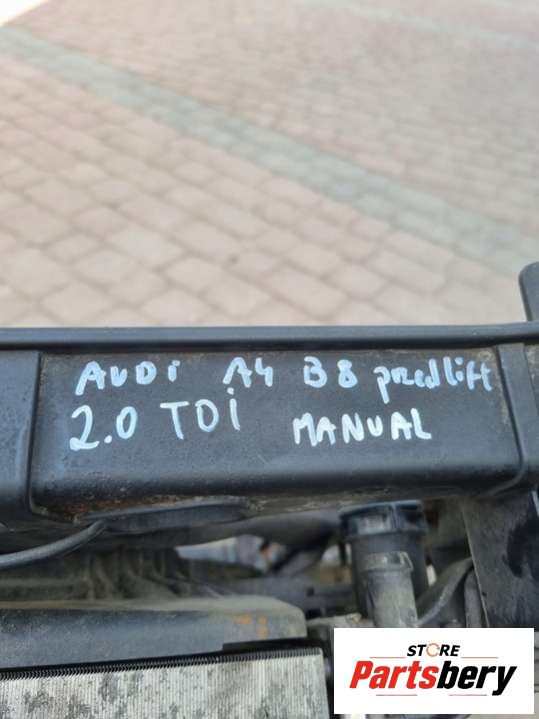 AUDi A4 B8 przedlift
2.0 TDi MANUAL
STORE
Partsbery